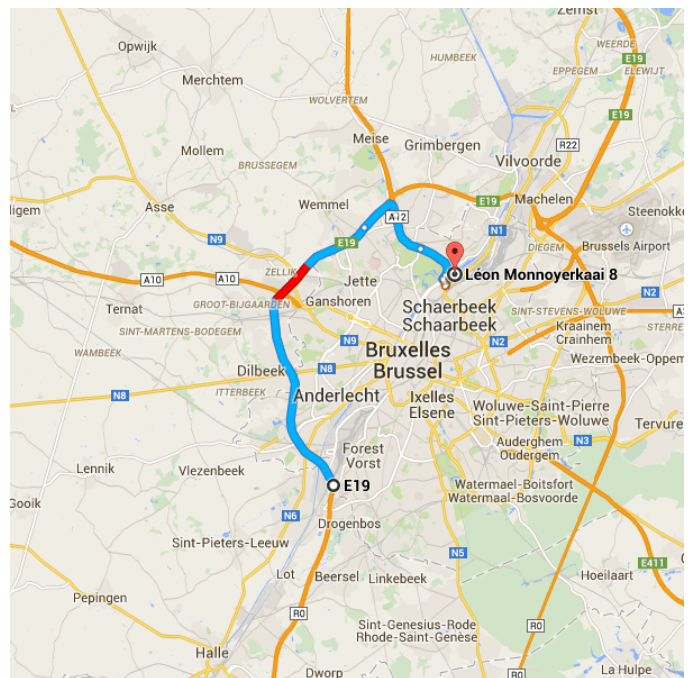 Zemst
Opwijk
HUMBEEK
WEERDE
E19
ELEWIJT
EPPEGEM
Merchtem
WOLVERTEM
E19
Meise
Grimbergen
R22
Mollem
Vilvoorde
BRUSSEGEM
Asse
Wemmel
Machelen
Steenokke
ligem
A12
E19
N1
N9
E19
DIEGEM
Brussels Airport
ZELLIK
Léon Monnoyerkaai 8
A10
A10
Jette
N2
Ternat
GROOT-BIJGAARDEN
Ganshoren
Schaerbeek
Schaarbeek
SINT-STEVENS-WOLUWE
SINT-MARTENS-BODEGEM
Kraainem
Crainhem
STERRE
N9
N2
WAMBEEK
Bruxelles
Brussel
Wezembeek-Oppem
Dilbeek
N8
N8
ITTERBEEK
Anderlecht
Ixelles
Elsene
Woluwe-Saint-Pierre
Sint-Pieters-Woluwe
Tervure
N3
Auderghem
Oudergem
Forest
Vorst
Lennik
Vlezenbeek
E19
Watermael-Boitsfort
Watermaal-Bosvoorde
Gooik
N6
Drogenbos
Sint-Pieters-Leeuw
N5
E411
Lot
Beersel
Linkebeek
Hoeilaart
Pepingen
R0
R0
Sint-Genesius-Rode
Rhode-Saint-Genèse
Halle
Dworp
R0
La Hulpe